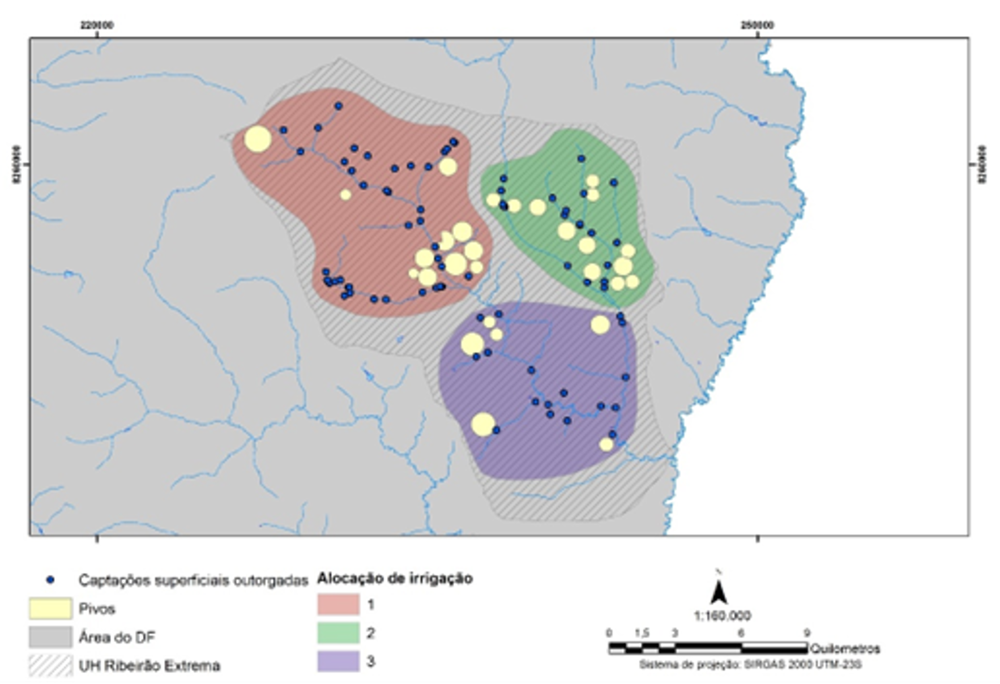 220000 250000
8260000 8260000
Captações superficiais outorgadas
Pivos
Área do DF
UH Ribeirão Extrema
Alocação de irrigação
1
2
3
1:160.000
0 1,5 3 6 9
Quilometros
Sistema de projeção: SIRGAS 2000 UTM-23S